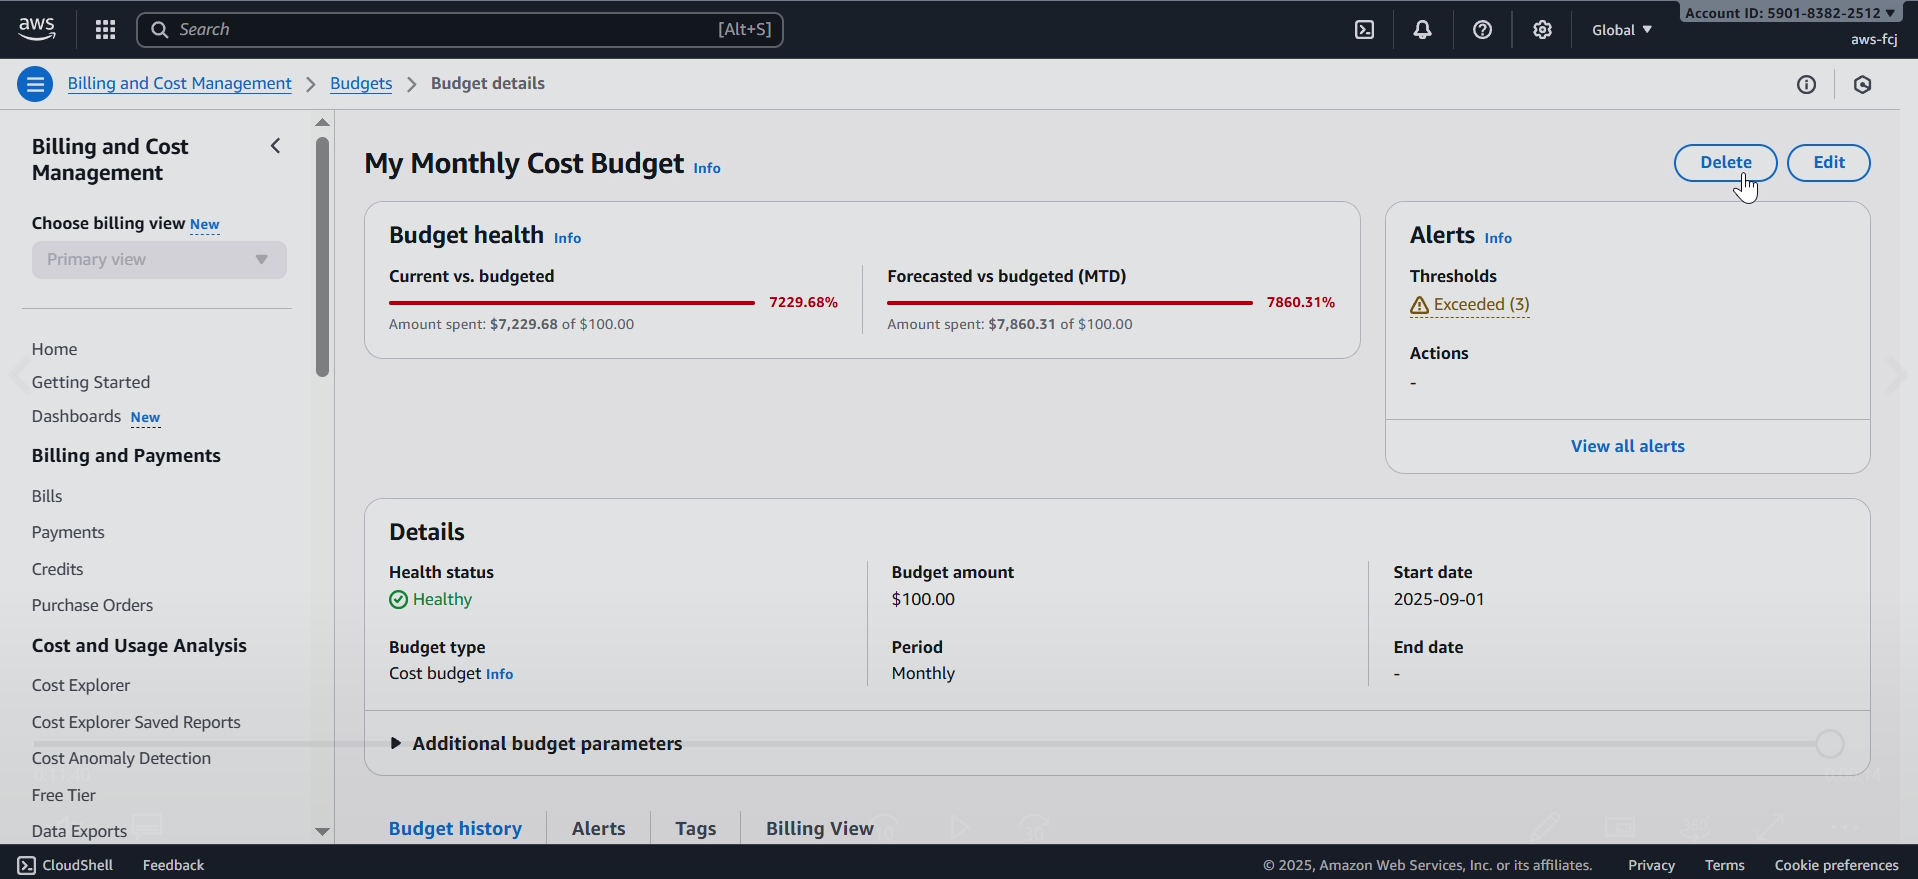 aws
Search
[Alt+S]
Global ▼
Account ID: 5901-8382-2512 ▼
aws-fcj
Billing and Cost Management
Budgets
Budget details
Billing and Cost
Management
Choose billing view New
Primary view
Home
Getting Started
Dashboards New
Billing and Payments
Bills
Payments
Credits
Purchase Orders
Cost and Usage Analysis
Cost Explorer
Cost Explorer Saved Reports
Cost Anomaly Detection
Free Tier
Data Exports
My Monthly Cost Budget Info
Delete
Edit
Budget health Info
Current vs. budgeted
7229.68%
Amount spent: $7,229.68 of $100.00
Forecasted vs budgeted (MTD)
7860.31%
Amount spent: $7,860.31 of $100.00
Alerts Info
Thresholds
Exceeded (3)
Actions
-
View all alerts
Details
Health status
Healthy
Budget type
Cost budget Info
Budget amount
$100.00
Period
Monthly
Start date
2025-09-01
End date
-
Additional budget parameters
Budget history
Alerts
Tags
Billing View
CloudShell
Feedback
© 2025, Amazon Web Services, Inc. or its affiliates.
Privacy
Terms
Cookie preferences